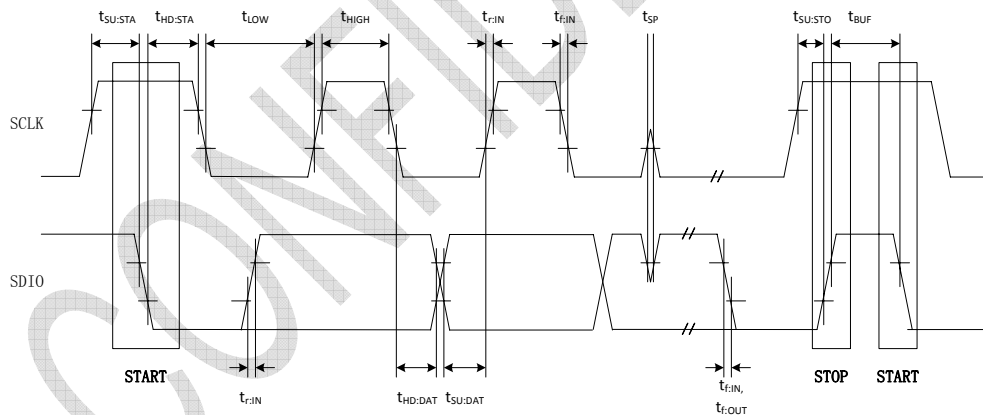 tSU:STA tHD:STA tLOW tHIGH tr:IN tf:IN tSP tSU:STO tBUF
SCLK
SDIO
START STOP START
tr:IN tHD:DAT tSU:DAT tf:IN,
tf:OUT
CONFID